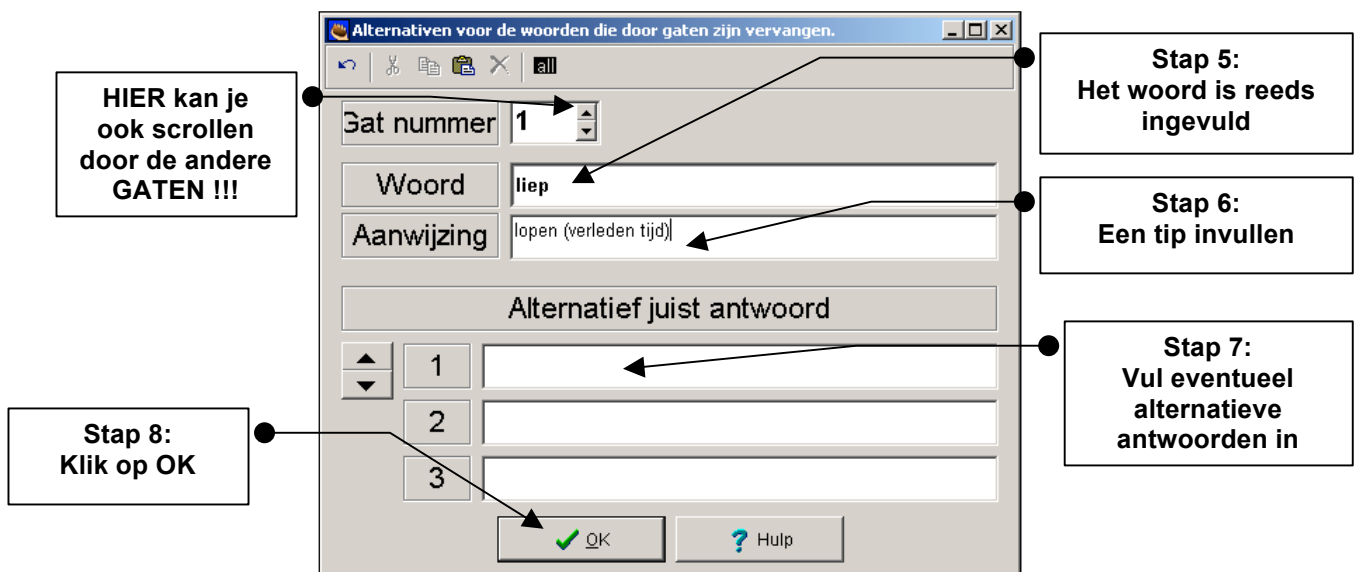 Alternativen voor de woorden die door gaten zijn vervangen.
all
HIER kan je
ook scrollen
door de andere
GATEN !!!
Gat nummer 1
Woord liep
Aanwijzing lopen (verleden tijd)
Stap 5:
Het woord is reeds
ingevuld
Stap 6:
Een tip invullen
Alternatief juist antwoord
1
2
3
Stap 7:
Vul eventueel
alternatieve
antwoorden in
Stap 8:
Klik op OK
OK
? Hulp